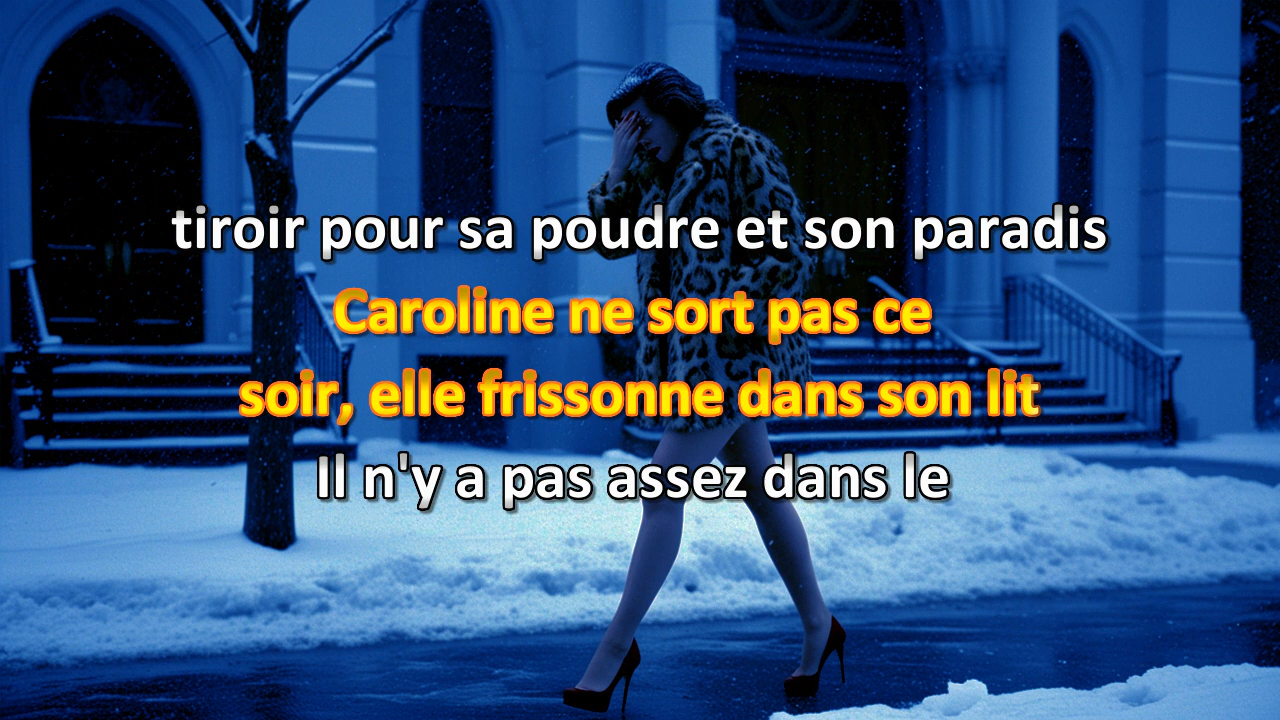 tiroir pour sa poudre et son paradis
Caroline ne sort pas ce
soir, elle frissonne dans son lit
Il n'y a pas assez dans le